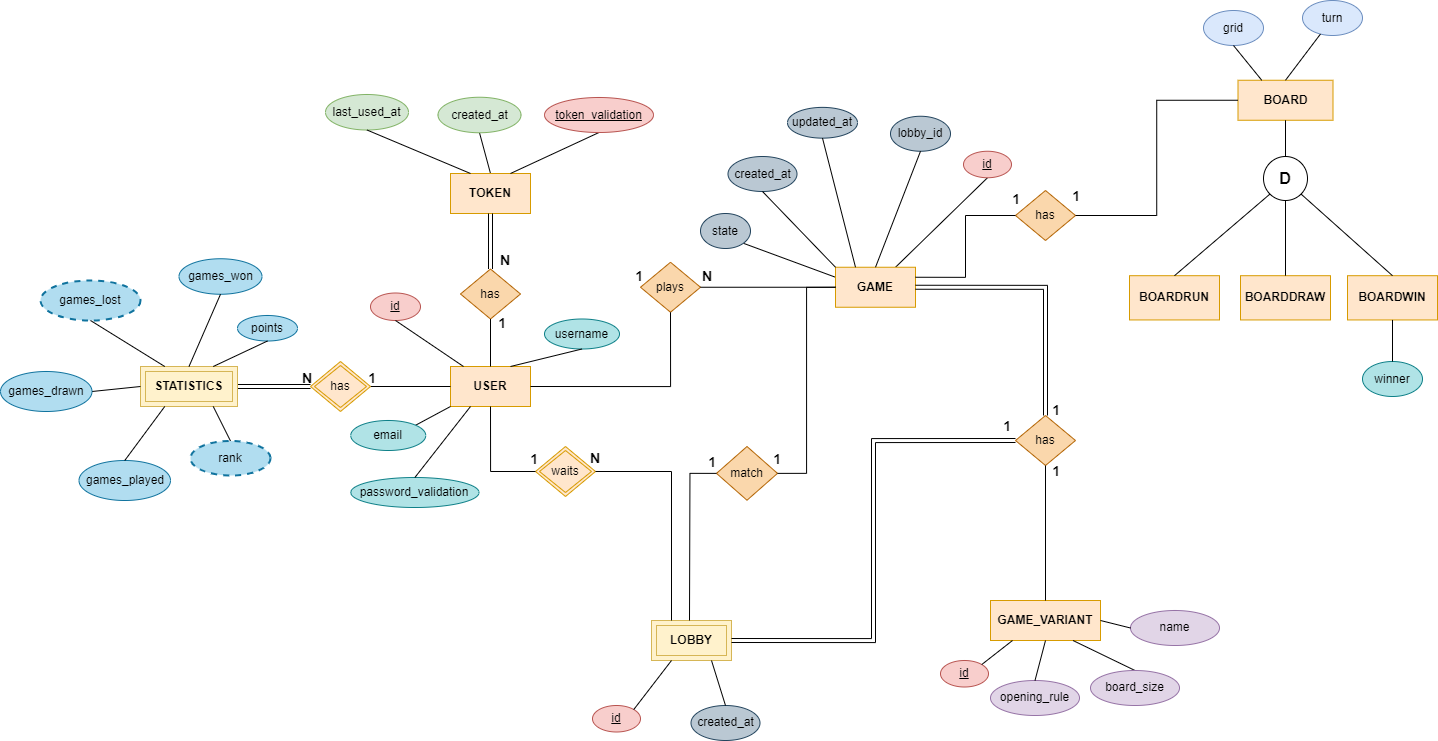 turn
grid
BOARD
last_used_at
created_at
token_validation
updated_at
lobby_id
id
created_at
D
TOKEN
1
1
has
state
N
games_won
1
N
plays
GAME
has
games_lost
BOARDRUN
BOARDDRAW
BOARDWIN
id
1
points
username
N
1
has
STATISTICS
USER
games_drawn
winner
1
email
1
has
rank
1
N
waits
1
1
match
1
games_played
password_validation
LOBBY
GAME_VARIANT
name
id
board_size
opening_rule
id
created_at